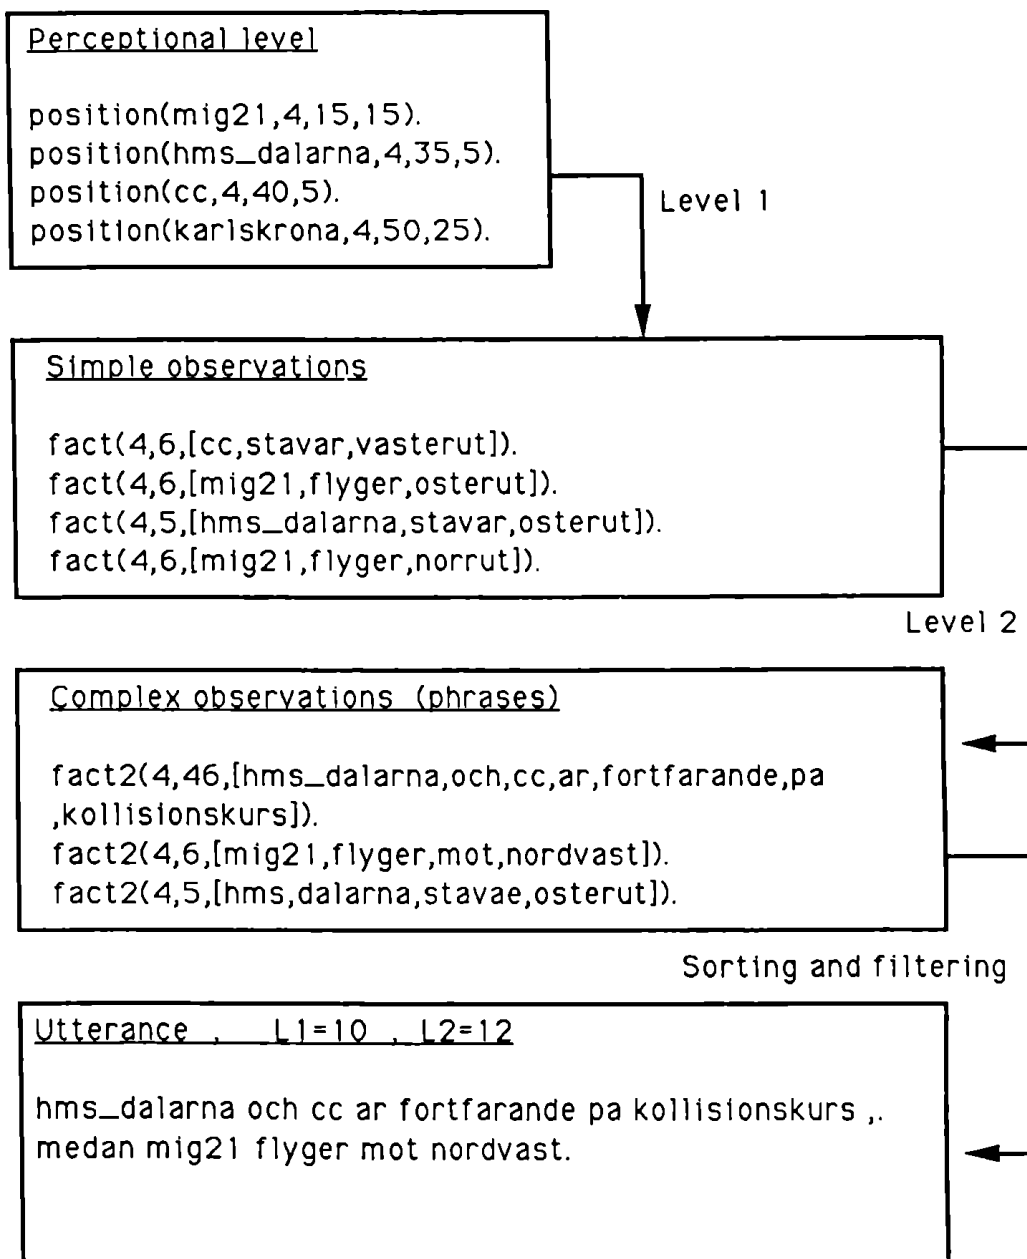 Perceptional level
position(mig21,4,15,15).
position(hms_dalarna,4,35,5).
position(cc,4,40,5).
position(karlskrona,4,50,25).
Level 1
Simple observations
fact(4,6,[cc,stavar,vasterut]).
fact(4,6,[mig21,flyger,osterut]).
fact(4,5,[hms_dalarna,stavar,osterut]).
fact(4,6,[mig21,flyger,norrut]).
Level 2
Complex observations (phrases)
fact2(4,46,[hms_dalarna,och,cc,ar,fortfarande,pa
,kollisionskurs]).
fact2(4,6,[mig21,flyger,mot,nordvast]).
fact2(4,5,[hms,dalarna,stavae,osterut]).
Sorting and filtering
Utterance , L1=10 , L2=12
hms_dalarna och cc ar fortfarande pa kollisionskurs ,.
medan mig21 flyger mot nordvast.